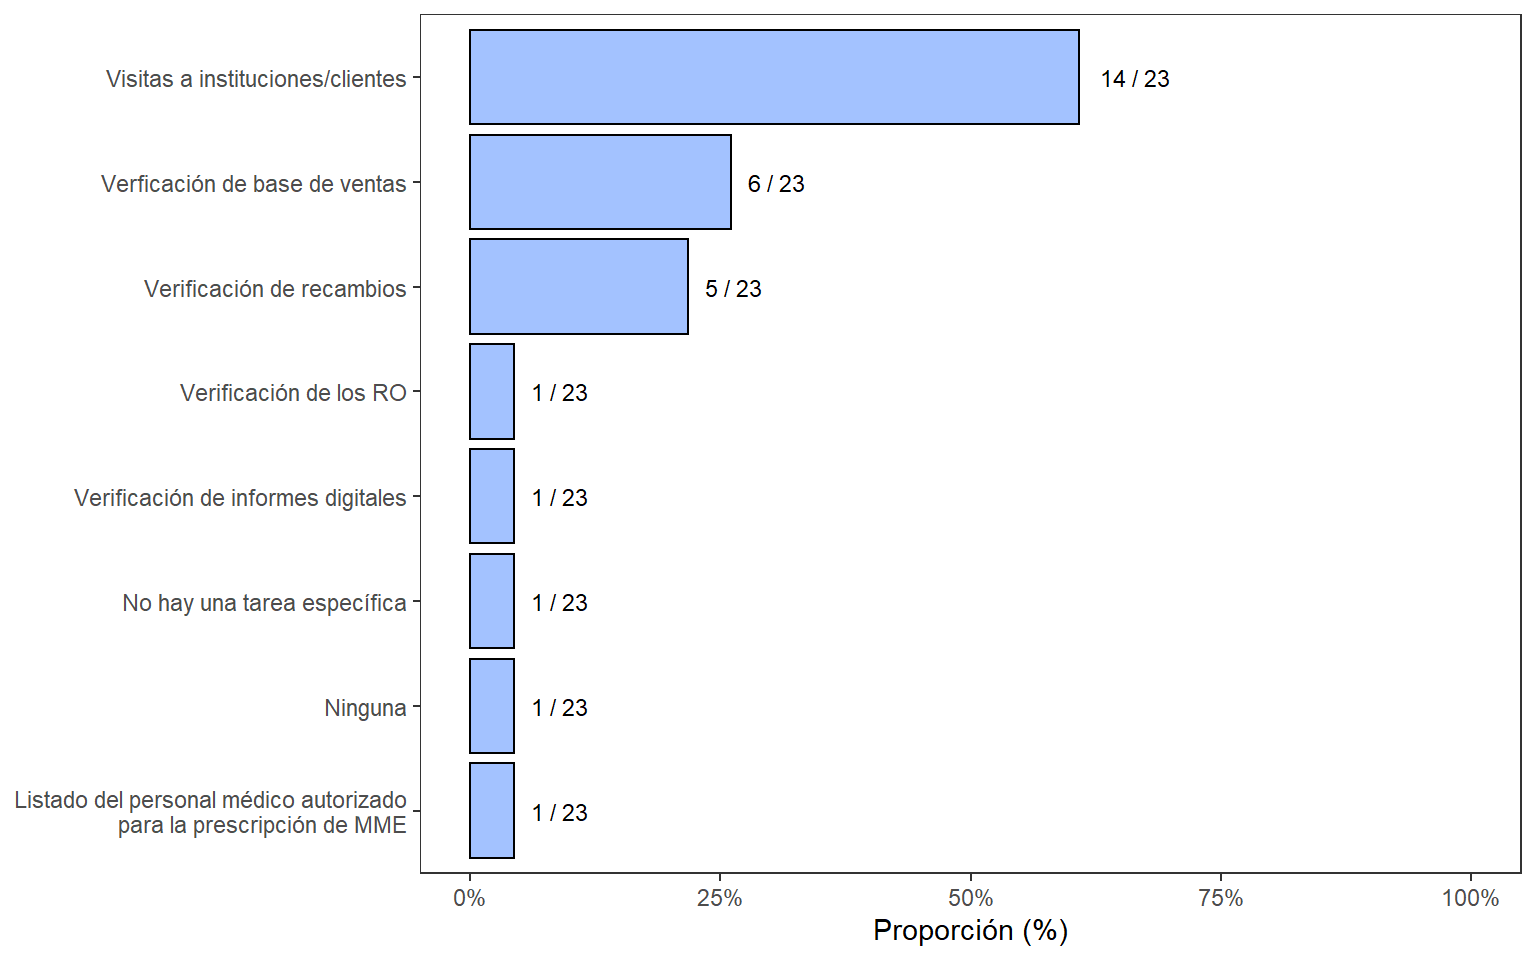 Visitas a instituciones/clientes
14 / 23
Verficación de base de ventas
6 / 23
Verificación de recambios
5 / 23
Verificación de los RO
1 / 23
Verificación de informes digitales
1 / 23
No hay una tarea específica
1 / 23
Ninguna
1 / 23
Listado del personal médico autorizado
para la prescripción de MME
1 / 23
0% 25% 50% 75% 100%
Proporción (%)